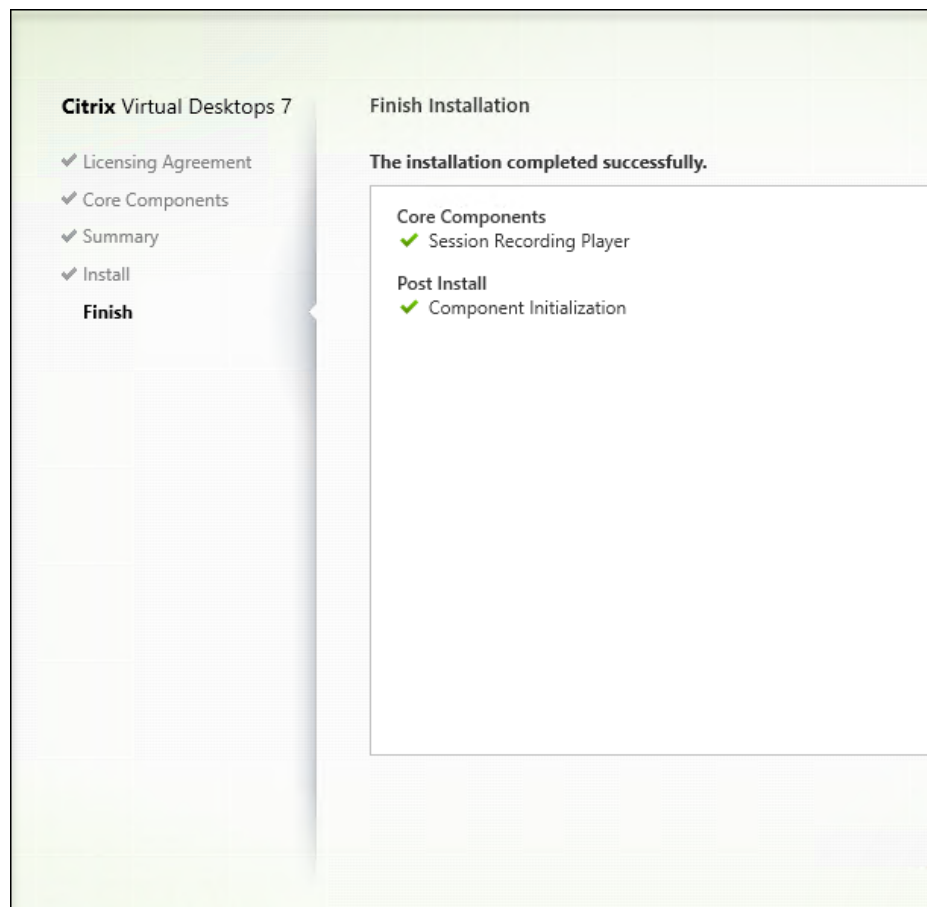 Citrix Virtual Desktops 7
Licensing Agreement
Core Components
Summary
Install
Finish
Finish Installation
The installation completed successfully.
Core Components
Session Recording Player
Post Install
Component Initialization